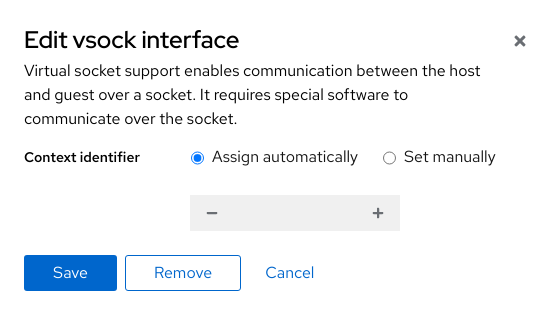 Edit vsock interface
Virtual socket support enables communication between the host
and guest over a socket. It requires special software to
communicate over the socket.
Context identifier Assign automatically Set manually
Save Remove Cancel